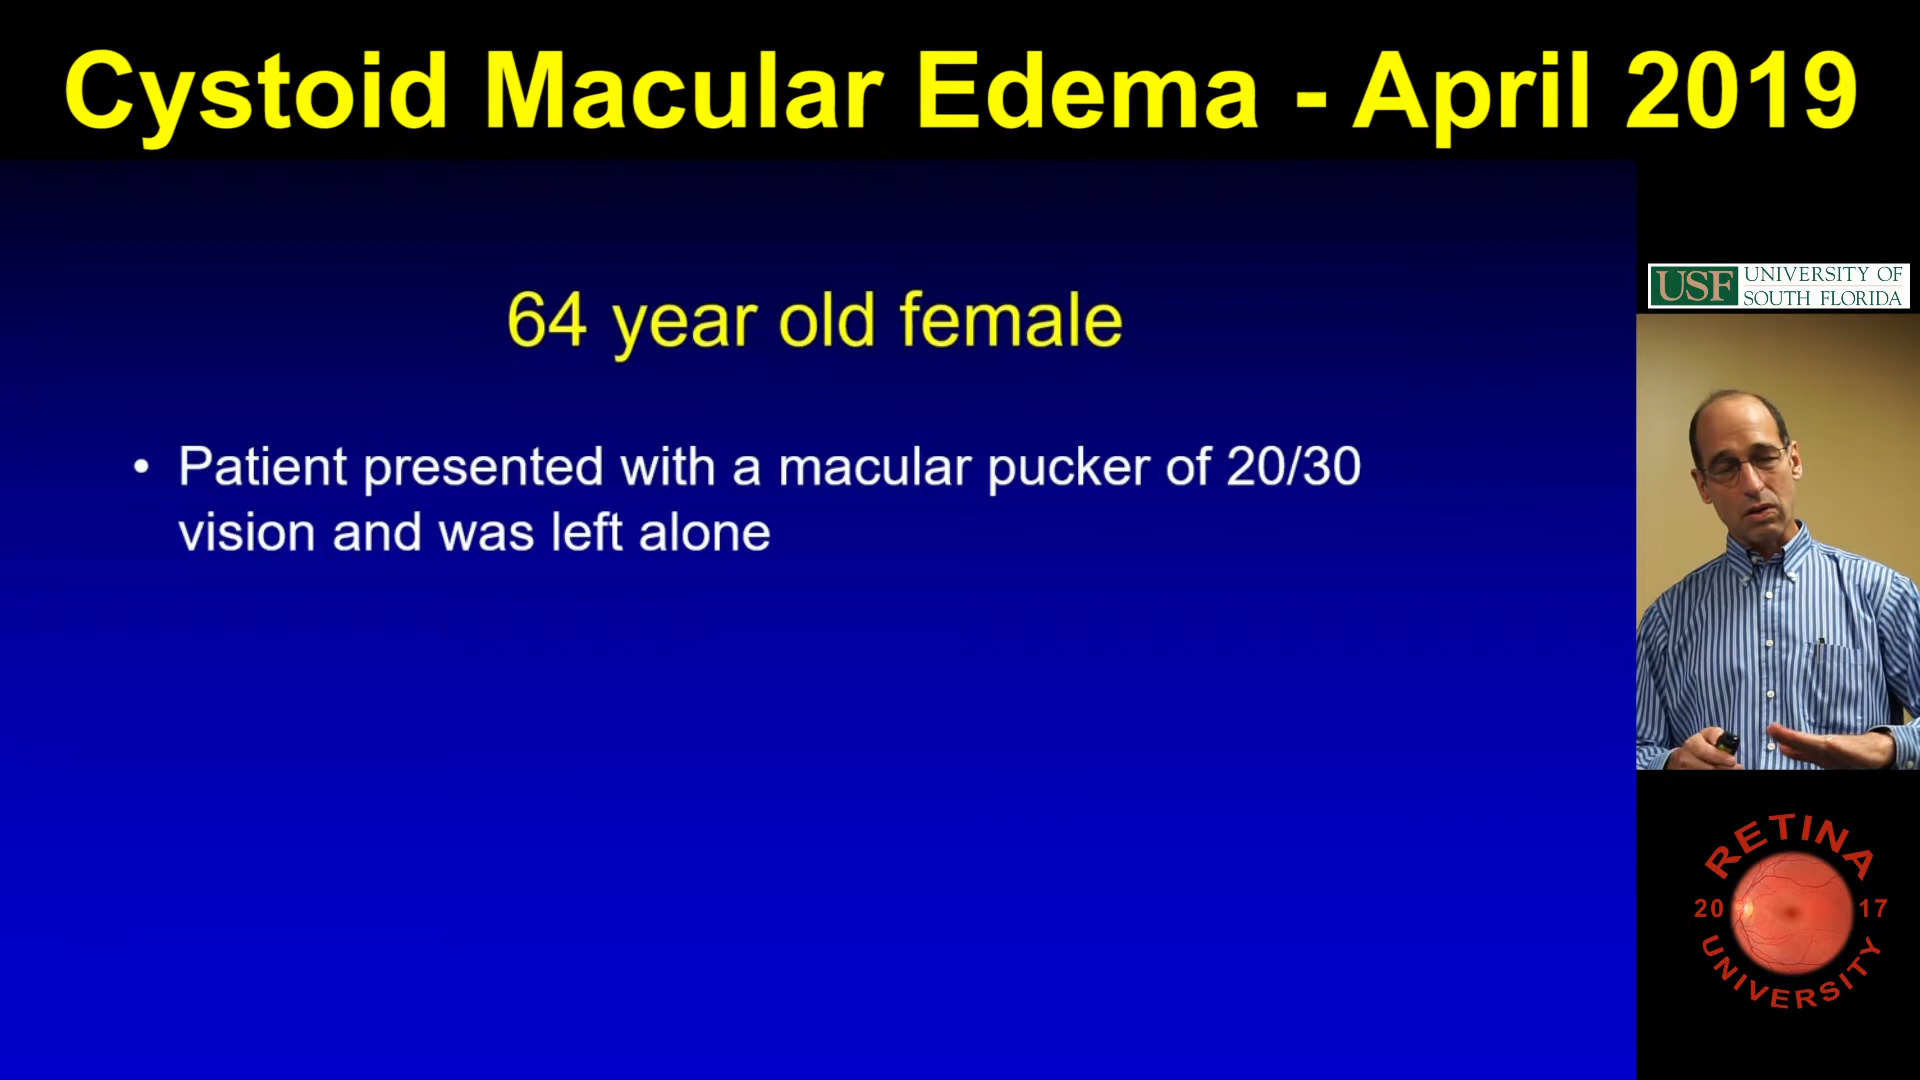 Cystoid Macular Edema - April 2019
64 year old female
• Patient presented with a macular pucker of 20/30
vision and was left alone
USF UNIVERSITY OF
SOUTH FLORIDA
RETINA
20 17
UNIVERSITY